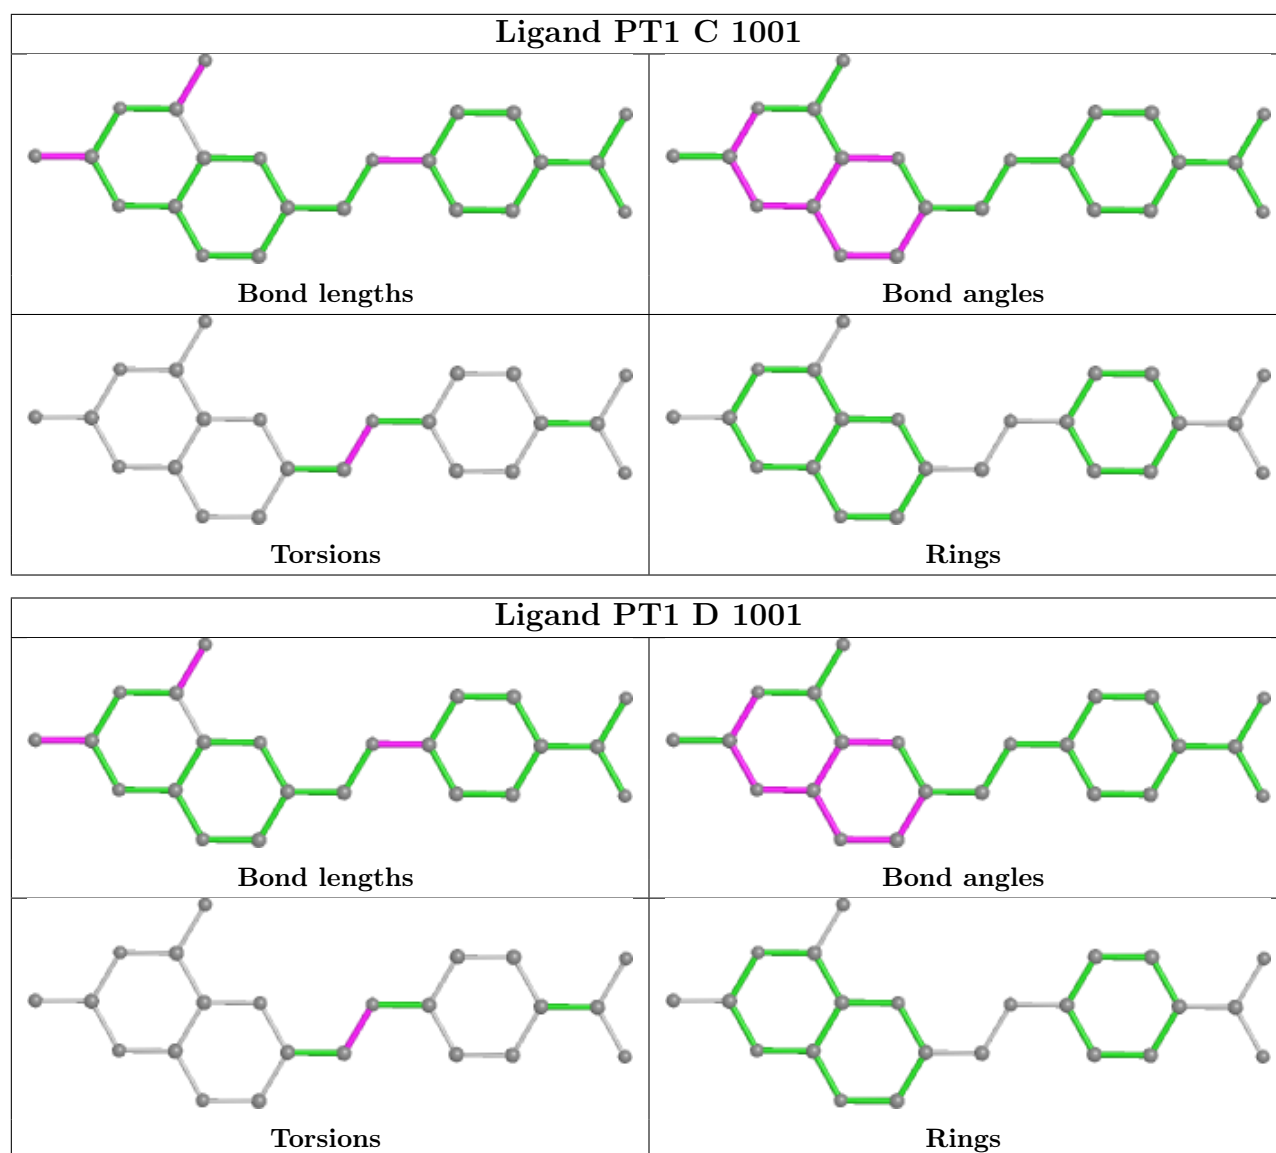 Ligand PT1 C 1001
Bond lengths
Bond angles
Torsions
Rings
Ligand PT1 D 1001
Bond lengths
Bond angles
Torsions
Rings